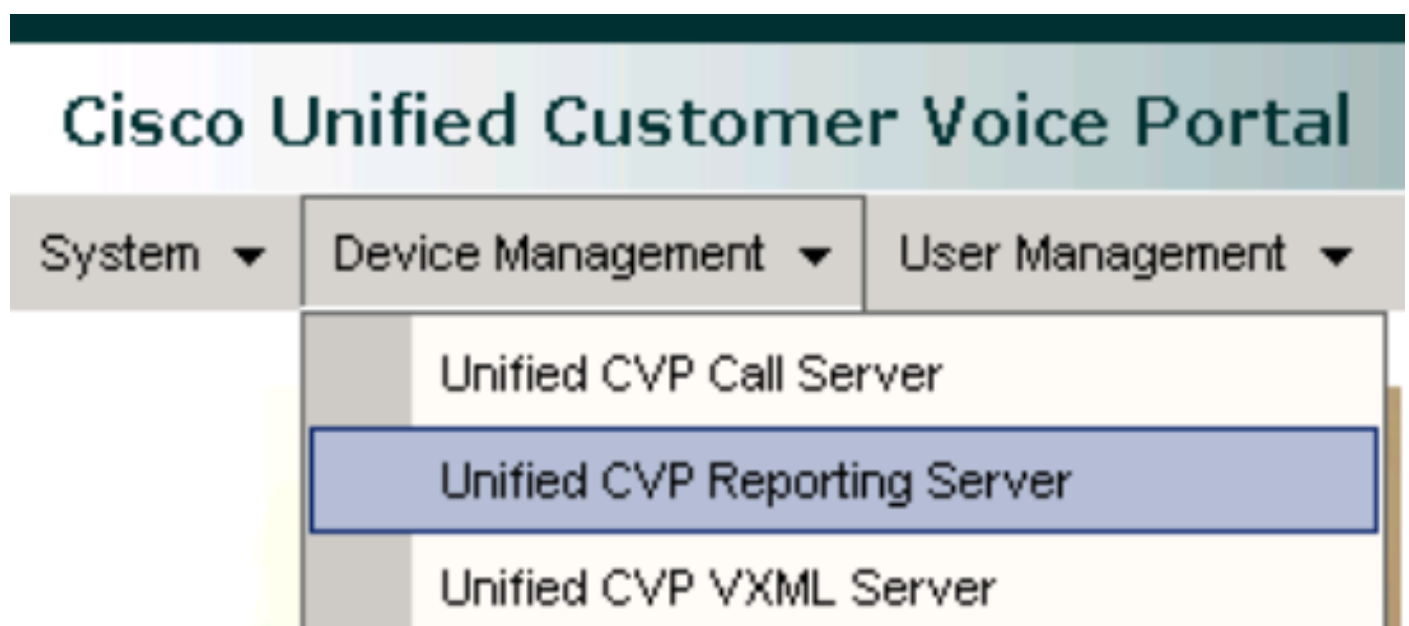 Cisco Unified Customer Voice Portal
System Device Management User Management
Unified CVP Call Server
Unified CVP Reporting Server
Unified CVP VXML Server